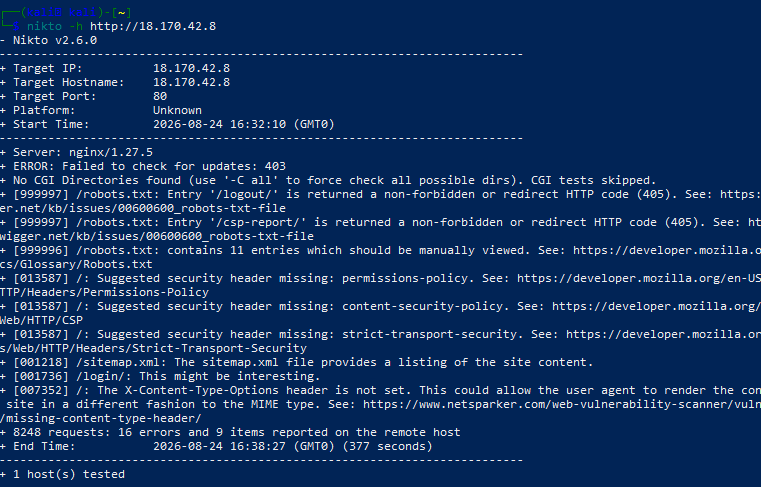 ┌──(kali㉿kali)-[~]
└─$ nikto -h http://18.170.42.8
- Nikto v2.6.0
---------------------------------------------------------------------------
+ Target IP:          18.170.42.8
+ Target Hostname:    18.170.42.8
+ Target Port:        80
+ Platform:           Unknown
+ Start Time:         2026-08-24 16:32:10 (GMT0)
---------------------------------------------------------------------------
+ Server: nginx/1.27.5
+ ERROR: Failed to check for updates: 403
+ No CGI Directories found (use '-C all' to force check all possible dirs). CGI tests skipped.
+ [999997] /robots.txt: Entry '/logout/' is returned a non-forbidden or redirect HTTP code (405). See: https:
ger.net/kb/issues/00600600_robots-txt-file
+ [999997] /robots.txt: Entry '/csp-report/' is returned a non-forbidden or redirect HTTP code (405). See: ht
wigger.net/kb/issues/00600600_robots-txt-file
+ [999996] /robots.txt: contains 11 entries which should be manually viewed. See: https://developer.mozilla.o
cs/Glossary/Robots.txt
+ [013587] /: Suggested security header missing: permissions-policy. See: https://developer.mozilla.org/en-US
TTP/Headers/Permissions-Policy
+ [013587] /: Suggested security header missing: content-security-policy. See: https://developer.mozilla.org/
Web/HTTP/CSP
+ [013587] /: Suggested security header missing: strict-transport-security. See: https://developer.mozilla.or
s/Web/HTTP/Headers/Strict-Transport-Security
+ [001218] /sitemap.xml: The sitemap.xml file provides a listing of the site content.
+ [001736] /login/: This might be interesting.
+ [007352] /: The X-Content-Type-Options header is not set. This could allow the user agent to render the con
 site in a different fashion to the MIME type. See: https://www.netsparker.com/web-vulnerability-scanner/vuln
/missing-content-type-header/
+ 8248 requests: 16 errors and 9 items reported on the remote host
+ End Time:           2026-08-24 16:38:27 (GMT0) (377 seconds)
---------------------------------------------------------------------------
+ 1 host(s) tested